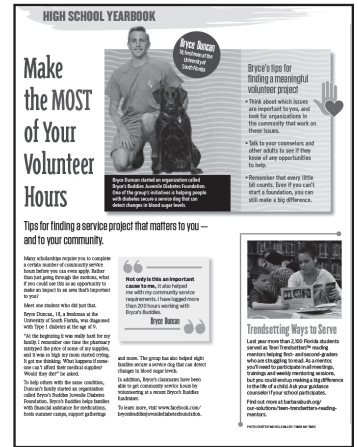 HIGH SCHOOL YEARBOOK
Make
the MOST
of Your
Volunteer
Hours
Bryce Duncan
18, freshman at the
University of
South Florida
Bryce Duncan started an organization called
Bryce's Buddies Juvenile Diabetes Foundation.
One of the group's initiatives is helping people
with diabetes secure a service dog that can
detect changes in blood sugar levels.
Bryce's tips for
finding a meaningful
volunteer project
• Think about which issues
are important to you, and
look for organizations in
the community that work on
these issues.
• Talk to your counselors and
other adults to see if they
know of any opportunities
to help.
• Remember that every little
bit counts. Even if you can't
start a foundation, you can
still make a big difference.
Tips for finding a service project that matters to you —
and to your community.
Many scholarships require you to complete
a certain number of community service
hours before you can even apply. Rather
than just going through the motions, what
if you could use this as an opportunity to
make an impact in an area that's important
to you?
Meet one student who did just that.
Bryce Duncan, 18, a freshman at the
University of South Florida, was diagnosed
with Type 1 diabetes at the age of 9.
"At the beginning it was really hard for my
family. I remember one time the pharmacy
mistyped the price of some of my supplies,
and it was so high my mom started crying.
It got me thinking. What happens if some-
one can't afford their medical supplies?
Would they die?" he asked.
To help others with the same condition,
Duncan's family started an organization
called Bryce's Buddies Juvenile Diabetes
Foundation. Bryce's Buddies helps families
with financial assistance for medications,
hosts summer camps, support gatherings
Not only is this an important
cause to me, it also helped
me with my community service
requirements. I have logged more
than 200 hours working with
Bryce's Buddies.
Bryce Duncan
and more. The group has also helped eight
families secure a service dog that can detect
changes in blood sugar levels.
In addition, Bryce's classmates have been
able to get community service hours by
volunteering at a recent Bryce's Buddies
fundraiser.
To learn more, visit www.facebook.com/
brycesbuddiesjuvenilediabetesfoundation.
Trendsetting Ways to Serve
Last year more than 2,100 Florida students
served as Teen Trendsetters™ reading
mentors helping first- and second-graders
who are struggling to read. As a mentor,
you'll need to participate in all meetings,
trainings and weekly mentoring sessions,
but you could end up making a big difference
in the life of a child. Ask your guidance
counselor if your school participates.
Find out more at barbarabush.org/
our-solutions/teen-trendsetters-reading-
mentors.